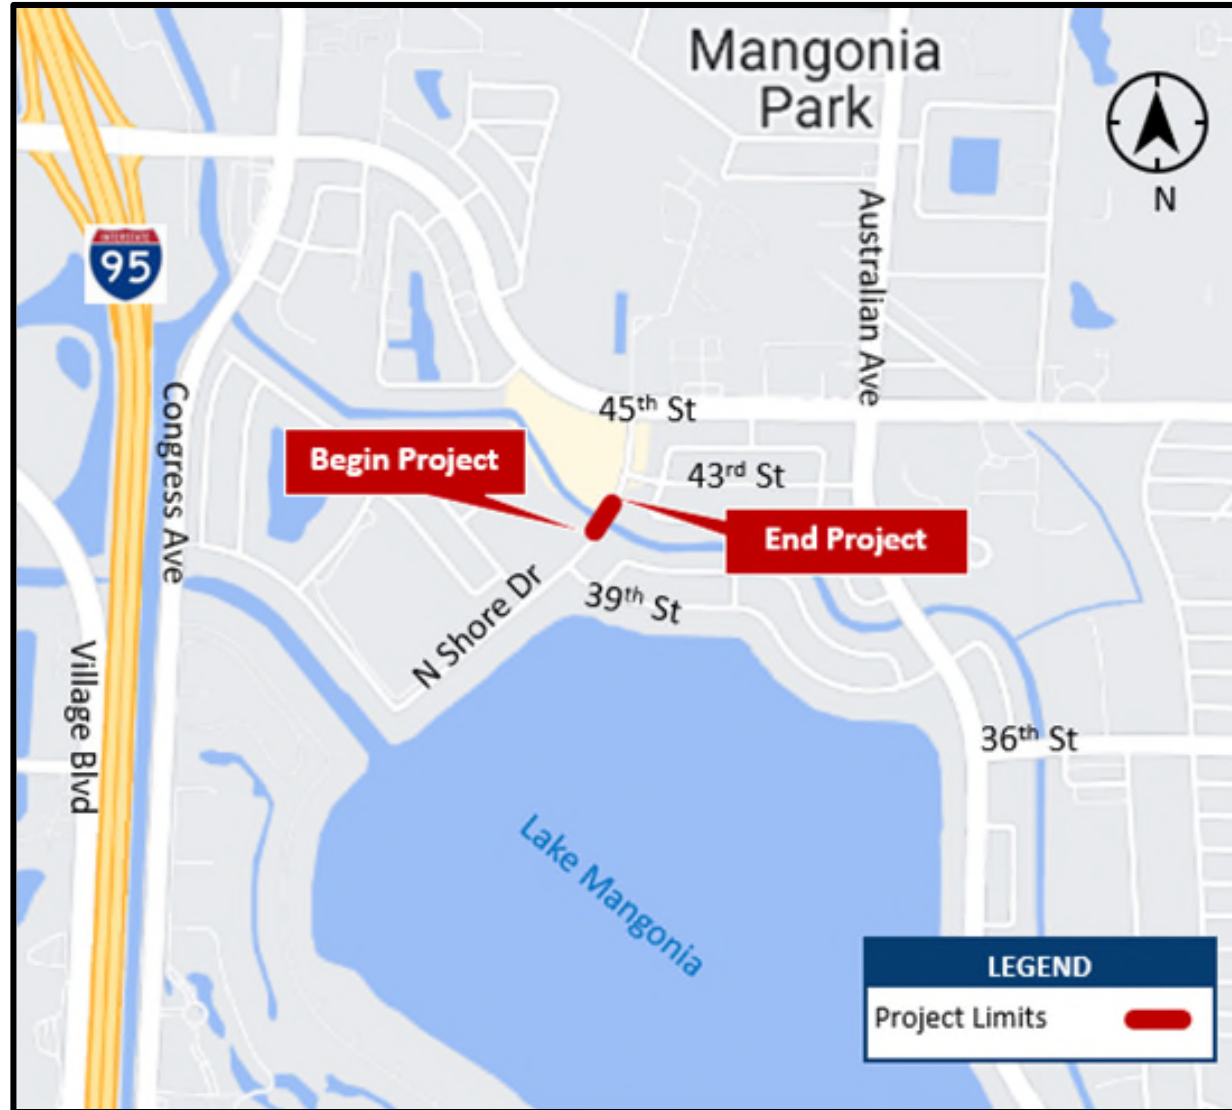 Mangonia
Park
N
INTERSTATE
95
Australian Ave
Congress Ave
45th St
Begin Project
43rd St
End Project
39th St
N Shore Dr
Village Blvd
36th St
Lake Mangonia
LEGEND
Project Limits